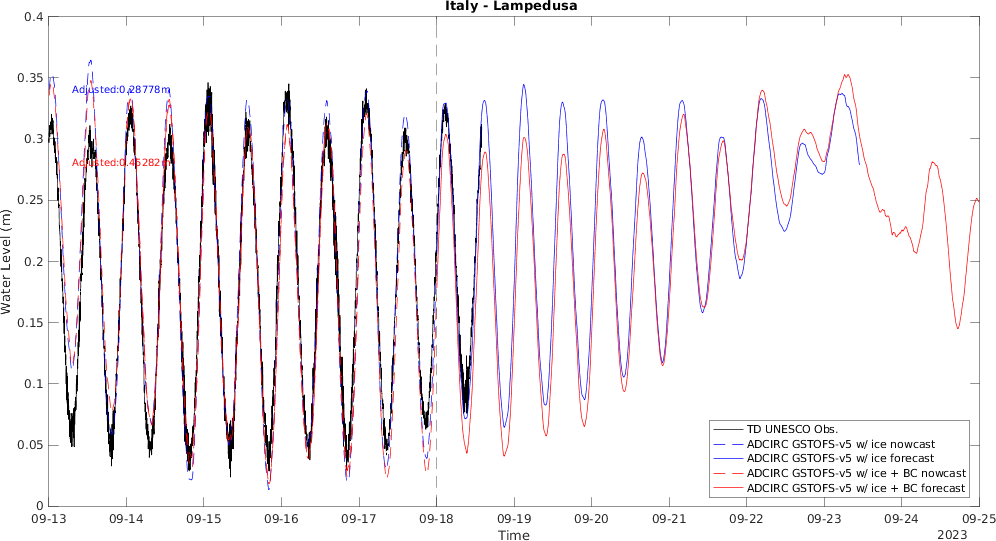 Italy - Lampedusa
0.4
0.35
0.3
0.25
0.2
0.15
0.1
0.05
0
Water Level (m)
Adjusted:0.28778m
Adjusted:0.45282m
TD UNESCO Obs.
ADCIRC GSTOFS-v5 w/ ice nowcast
ADCIRC GSTOFS-v5 w/ ice forecast
ADCIRC GSTOFS-v5 w/ ice + BC nowcast
ADCIRC GSTOFS-v5 w/ ice + BC forecast
09-13 09-14 09-15 09-16 09-17 09-18 09-19 09-20 09-21 09-22 09-23 09-24 09-25
Time
2023